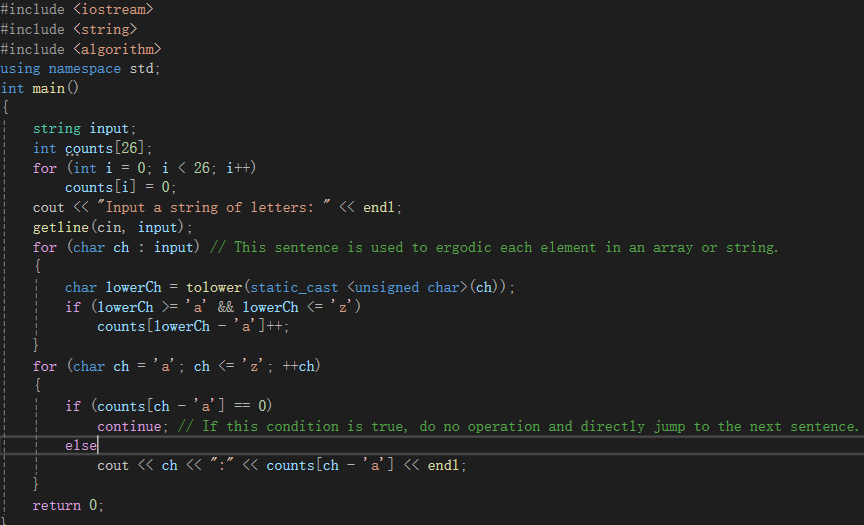 #include <iostream>
#include <string>
#include <algorithm>
using namespace std;
int main()
{
string input;
int counts[26];
for (int i = 0; i < 26; i++)
counts[i] = 0;
cout << "Input a string of letters: " << endl;
getline(cin, input);
for (char ch : input) // This sentence is used to ergodic each element in an array or string.
{
char lowerCh = tolower(static_cast <unsigned char>(ch));
if (lowerCh >= 'a' && lowerCh <= 'z')
counts[lowerCh - 'a']++;
}
for (char ch = 'a'; ch <= 'z'; ++ch)
{
if (counts[ch - 'a'] == 0)
continue; // If this condition is true, do no operation and directly jump to the next sentence.
else
cout << ch << ":" << counts[ch - 'a'] << endl;
}
return 0;
}